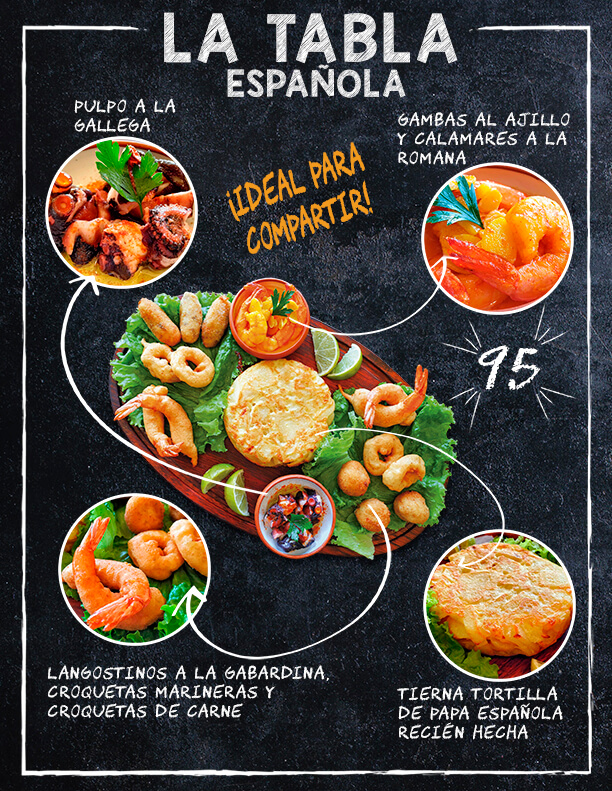 LA TABLA
ESPAÑOLA
PULPO A LA
GALLEGA
GAMBAS AL AJILLO
Y CALAMARES A LA
ROMANA
¡IDEAL PARA
COMPARTIR!
95
LANGOSTINOS A LA GABARDINA,
CROQUETAS MARINERAS Y
CROQUETAS DE CARNE
TIERNA TORTILLA
DE PAPA ESPAÑOLA
RECIÉN HECHA